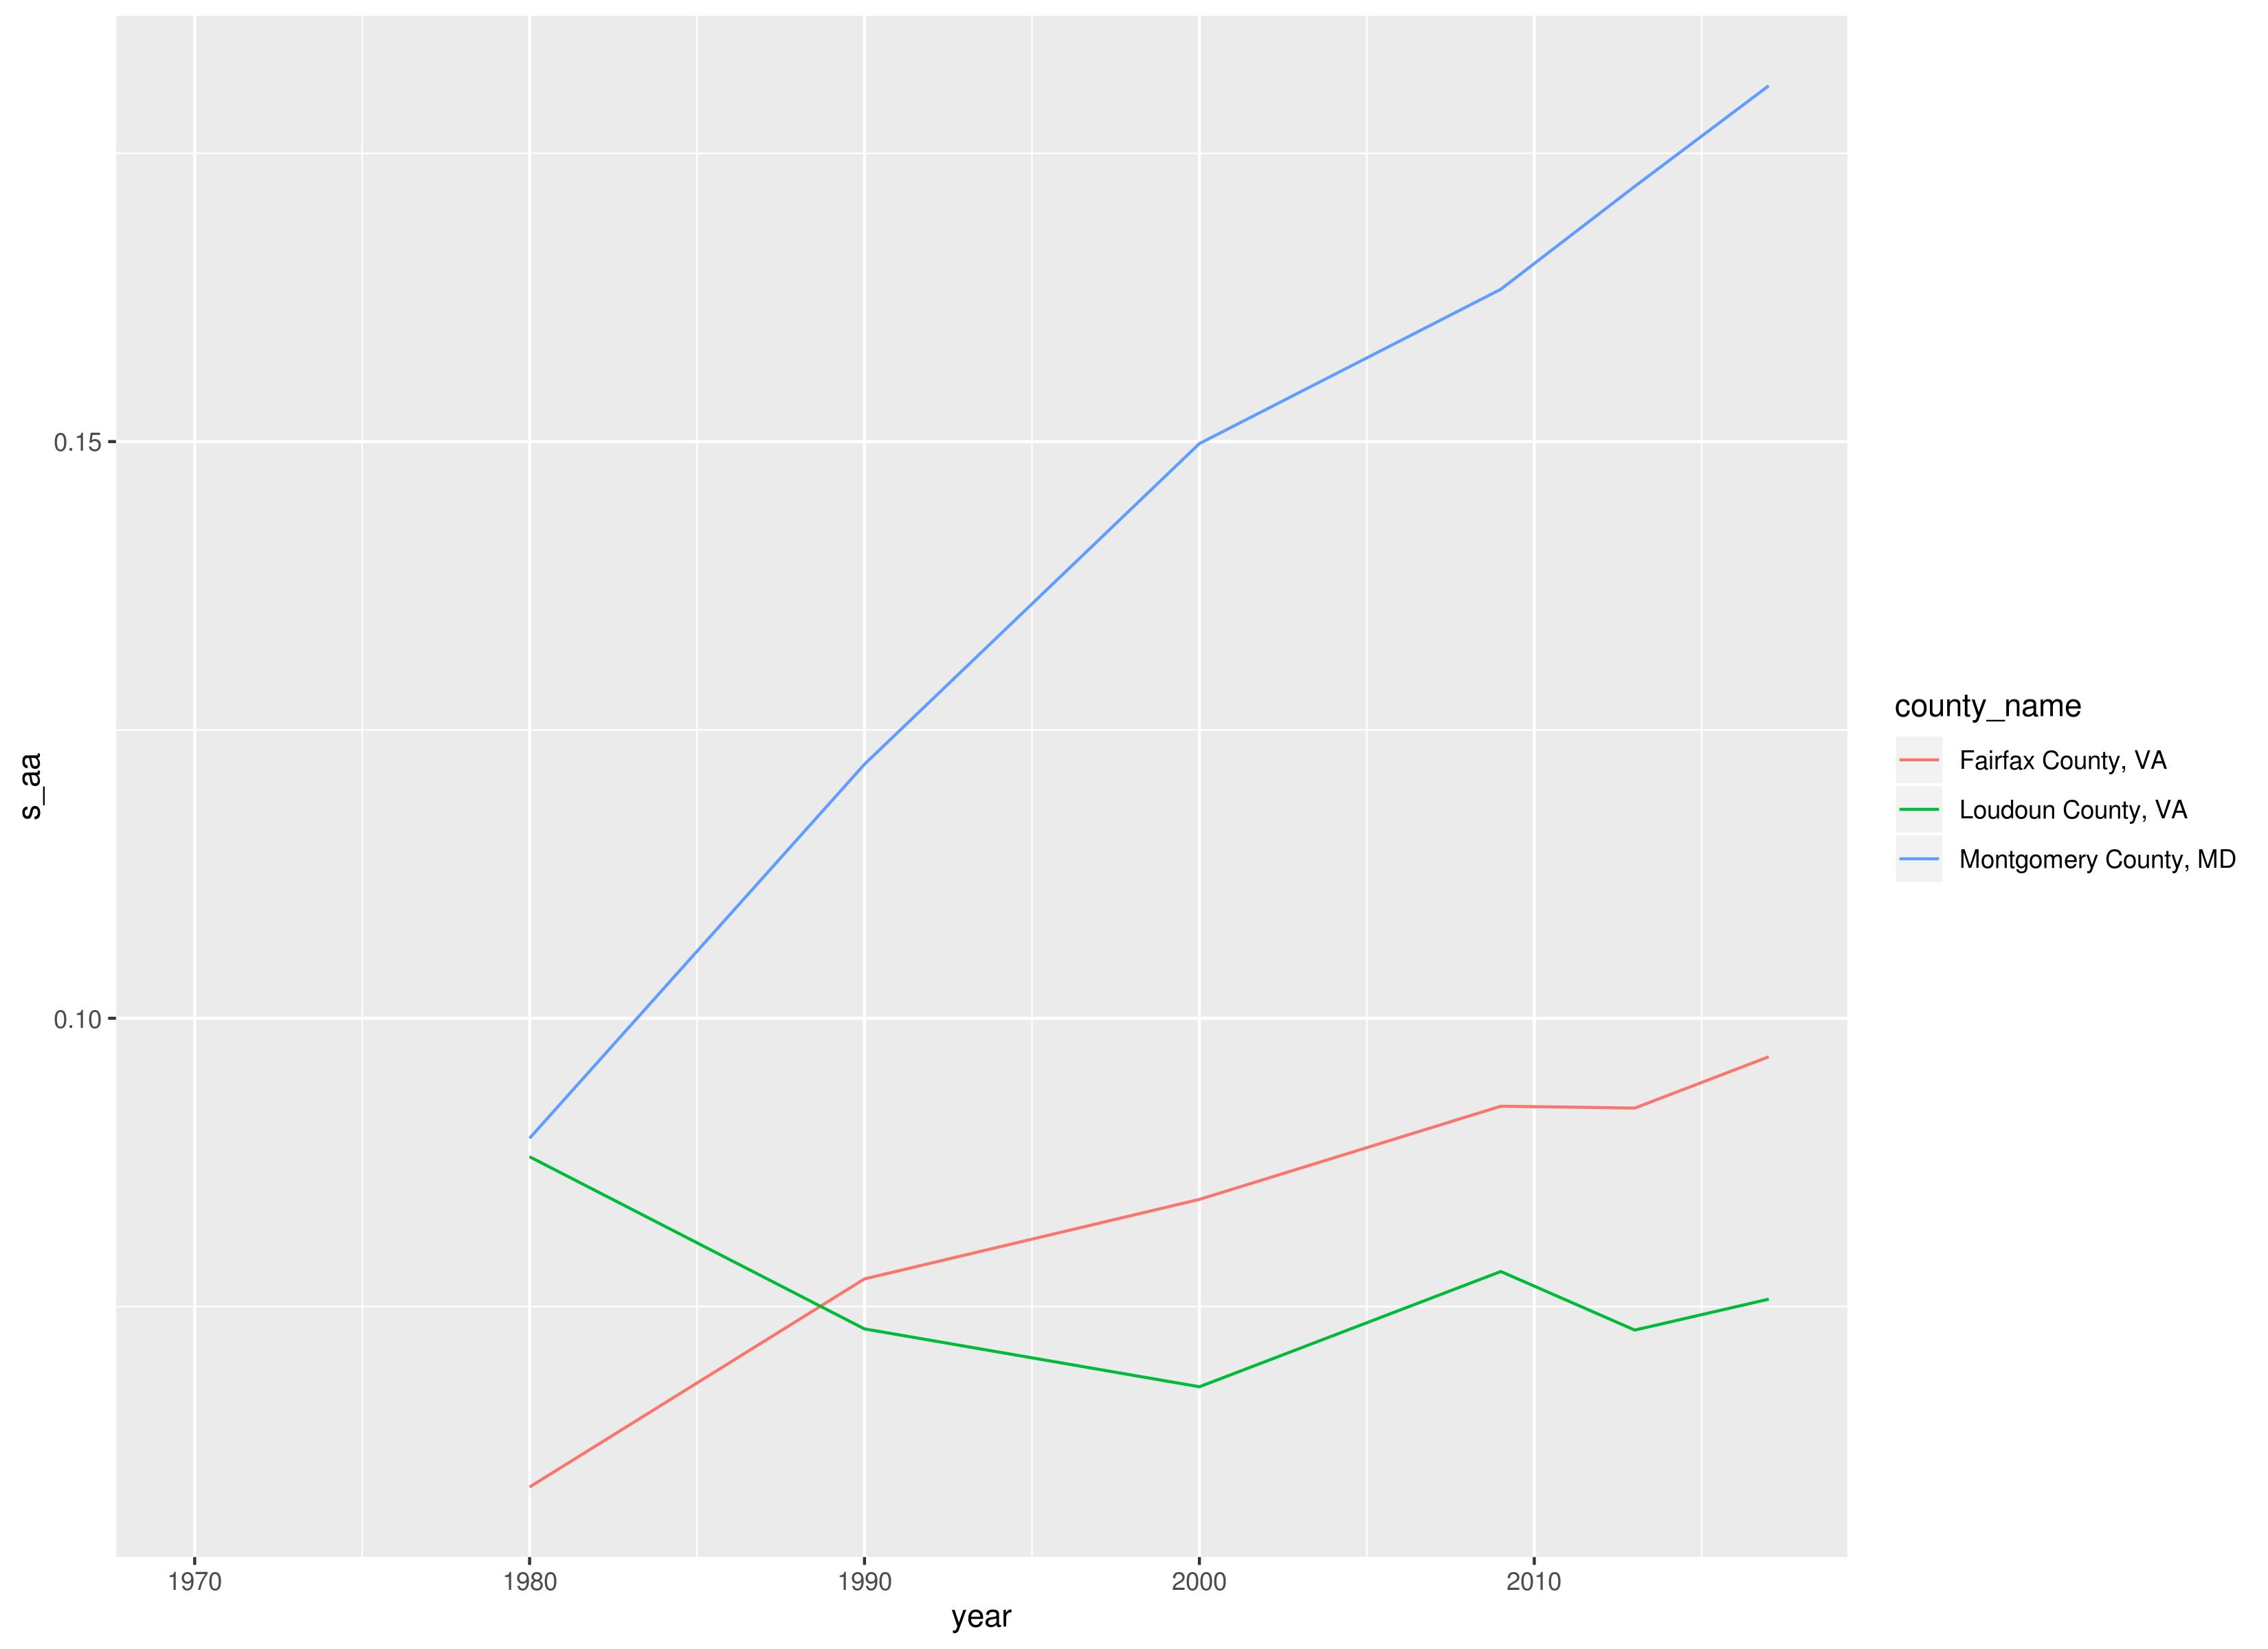 s_aa
0.15
0.10
1970 1980 1990 2000 2010
year
county_name
Fairfax County, VA
Loudoun County, VA
Montgomery County, MD